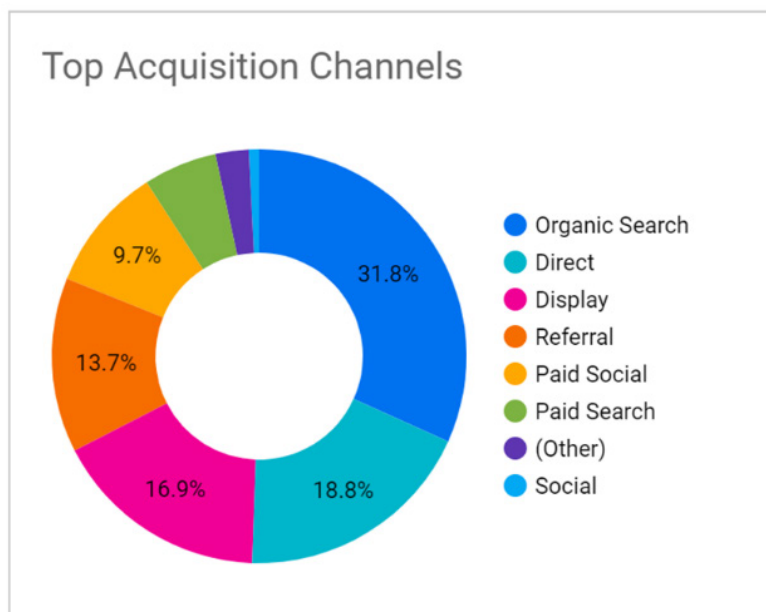 Top Acquisition Channels
9.7%
31.8%
13.7%
16.9%
18.8%
Organic Search
Direct
Display
Referral
Paid Social
Paid Search
(Other)
Social